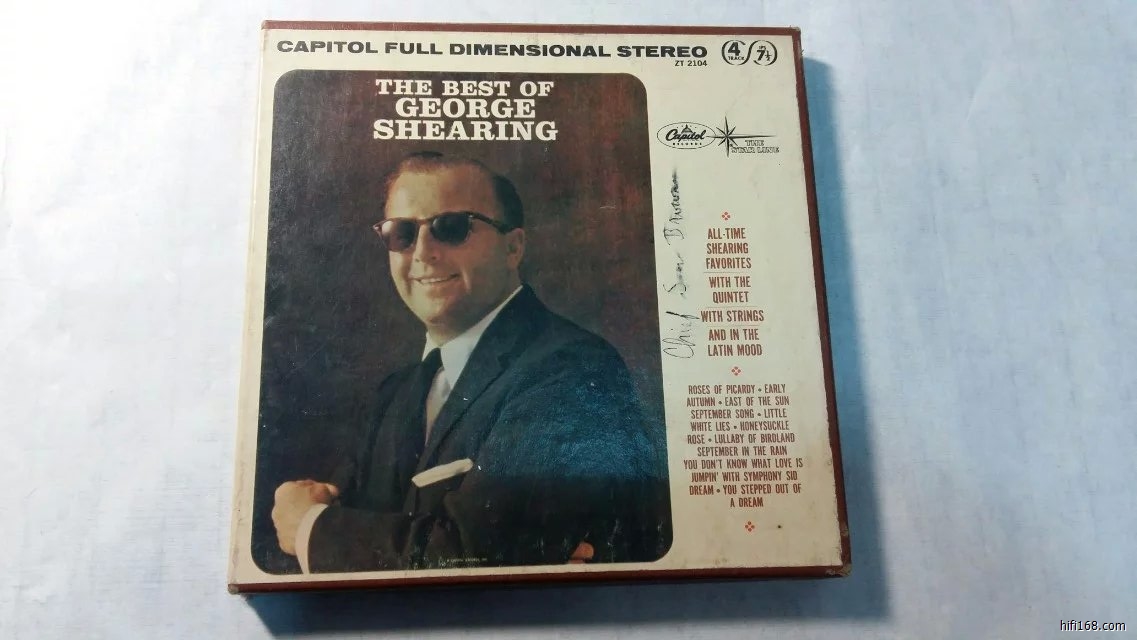 CAPITOL FULL DIMENSIONAL STEREO
ZT 2104
4
TRACK
7½
THE BEST OF
GEORGE
SHEARING
Capitol
RECORDS
THE
STAR LINE
Chief
ALL-TIME
SHEARING
FAVORITES
WITH THE
QUINTET
WITH STRINGS
AND IN THE
LATIN MOOD
ROSES OF PICARDY • EARLY
AUTUMN • EAST OF THE SUN
SEPTEMBER SONG • LITTLE
WHITE LIES • HONEYSUCKLE
ROSE • LULLABY OF BIRDLAND
SEPTEMBER IN THE RAIN
YOU DON'T KNOW WHAT LOVE IS
JUMPIN' WITH SYMPHONY SID
DREAM • YOU STEPPED OUT OF
A DREAM
hifi168.com